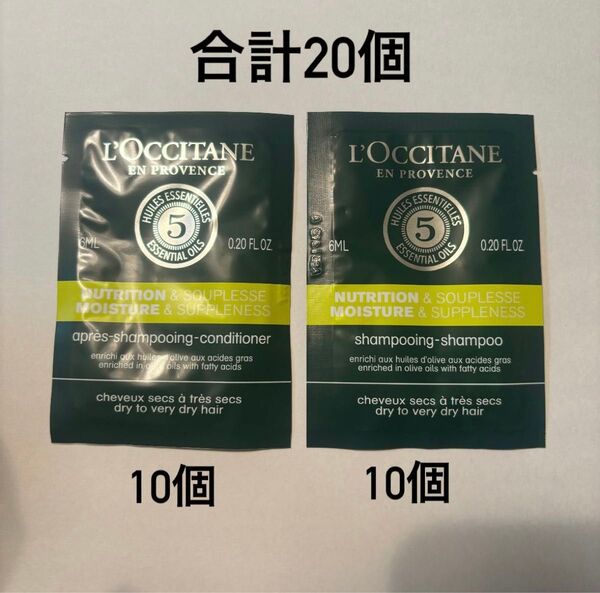 合計20個
L'OCCITANE
EN PROVENCE
HUILES ESSENTIELLES
5
ESSENTIAL OILS
6ML
0.20 FL.OZ.
NUTRITION & SOUPLESSE
MOISTURE & SUPPLENESS
après-shampooing-conditioner
enrichi aux huiles d'olive aux acides gras
enriched in olive oils with fatty acids
cheveux secs à très secs
dry to very dry hair
10個
L'OCCITANE
EN PROVENCE
HUILES ESSENTIELLES
5
ESSENTIAL OILS
6ML
0.20 FL.OZ.
NUTRITION & SOUPLESSE
MOISTURE & SUPPLENESS
shampooing-shampoo
enrichi aux huiles d'olive aux acides gras
enriched in olive oils with fatty acids
cheveux secs à très secs
dry to very dry hair
10個